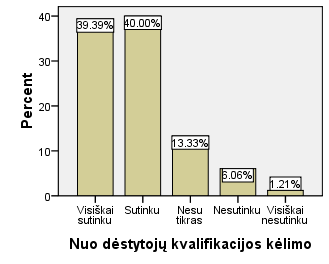 Percent
40
30
20
10
0
39.39%
40.00%
13.33%
6.06%
1.21%
Visiškai
sutinku
Sutinku
Nesu
tikras
Nesutinku
Visiškai
nesutinku
Nuo dėstytojų kvalifikacijos kėlimo